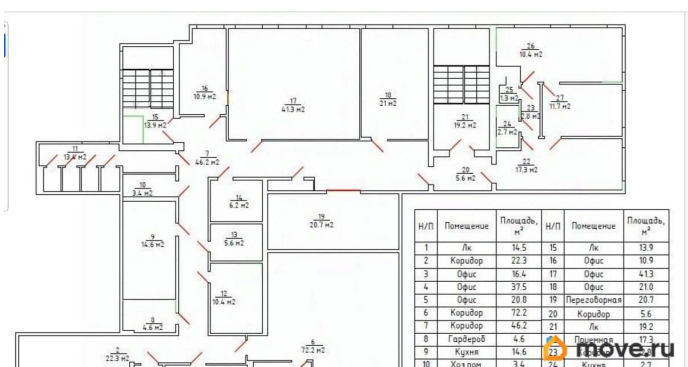 26
10.4 м2
16
10.9 м2
17
41.3 м2
18
21 м2
25
1.3 м2
27
11.7 м2
23
2.8 м2
15
13.9 м2
21
19.2 м2
24
2.7 м2
11
7
46.2 м2
22
17.3 м2
20
5.6 м2
10
3.4 м2
14
6.2 м2
19
20.7 м2
13
5.6 м2
9
14.6 м2
12
10.4 м2
8
4.6 м2
2
22.3 м2
6
72.2 м2
Н/П Помещение Площадь, м² Н/П Помещение Площадь, м²
1 Лк 14.5 15 Лк 13.9
2 Коридор 22.3 16 Офис 10.9
3 Офис 16.4 17 Офис 41.3
4 Офис 37.5 18 Офис 21.0
5 Офис 20.8 19 Переговорная 20.7
6 Коридор 72.2 20 Коридор 5.6
7 Коридор 46.2 21 Лк 19.2
8 Гардероб 4.6 Приемная 17.3
9 Кухня 14.6 23
10 Хоз.пом 3.4 24 Кухня 2.7
move.ru